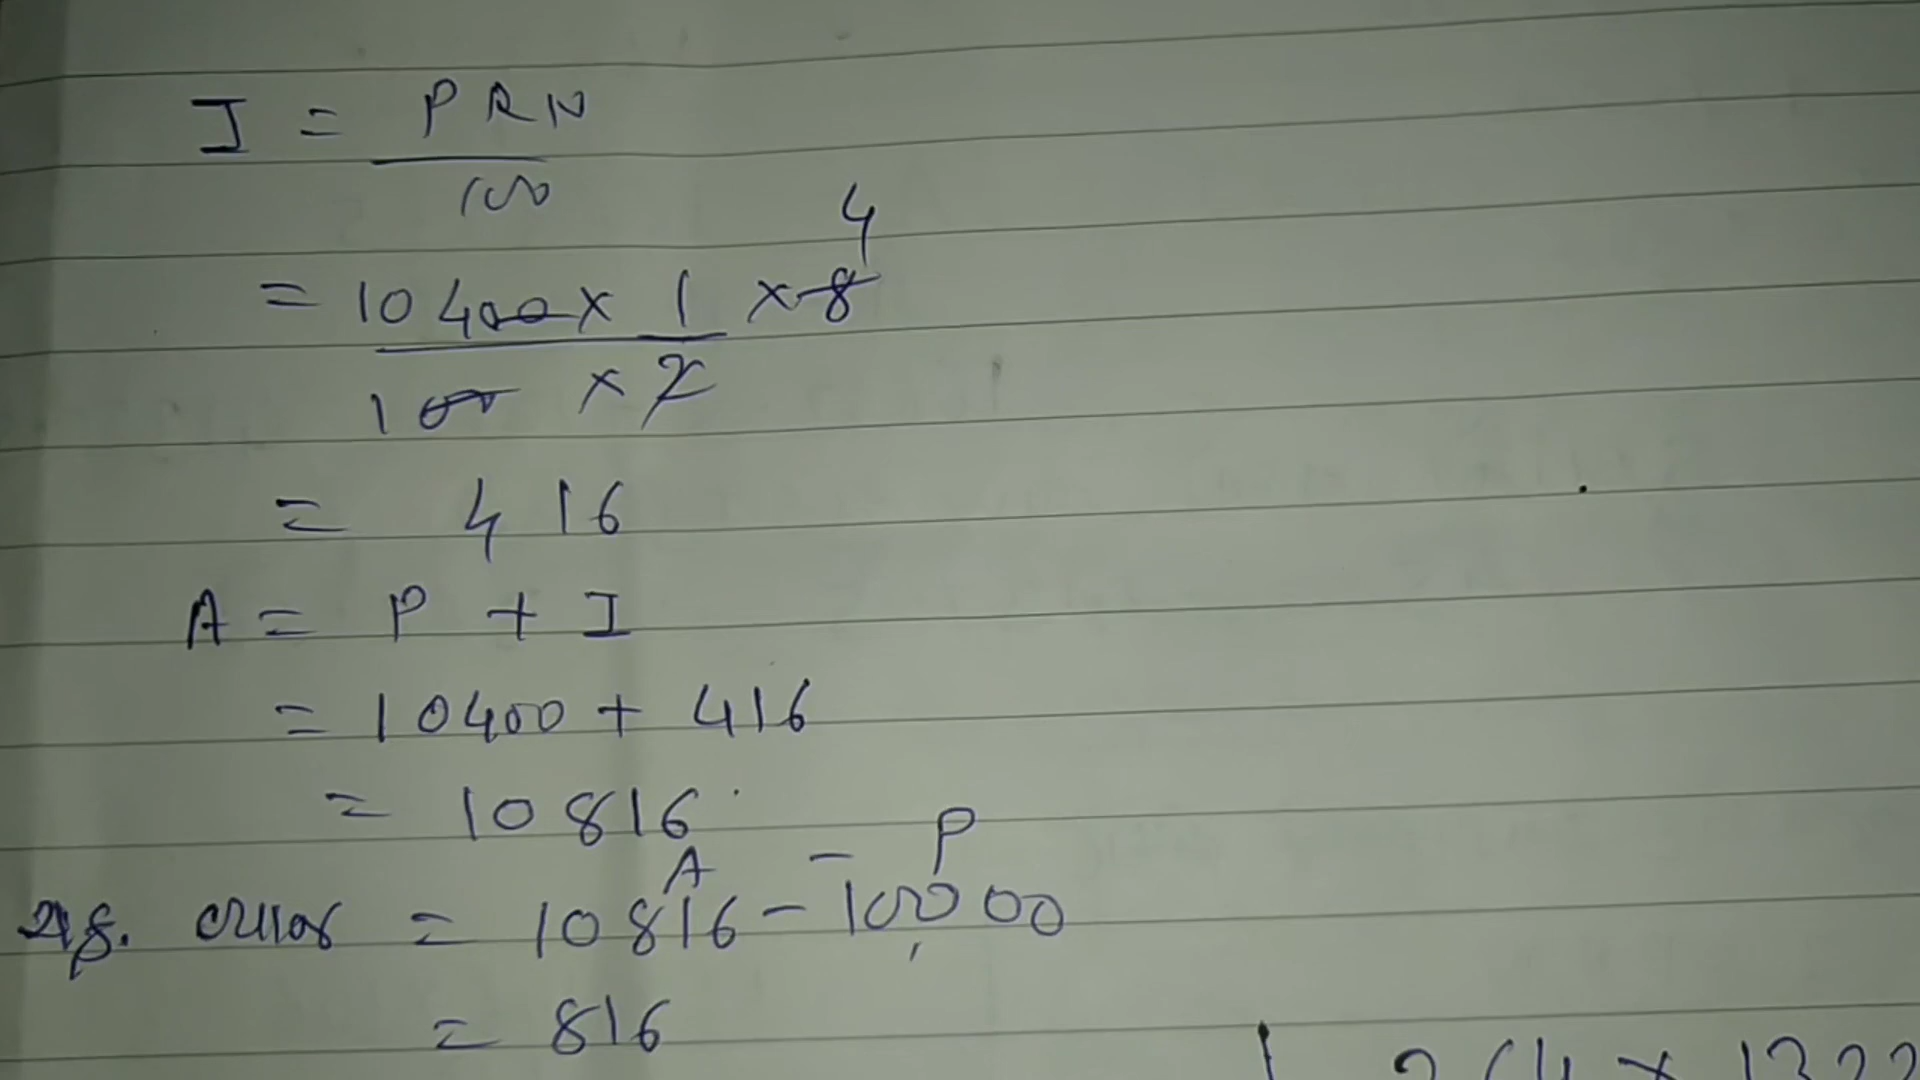 I = PRN
100
4
= 10400 x 1 x 8
100 x 2
= 416
A = P + I
= 10400 + 416
= 10816
A - P
= 10816 - 10000
= 816